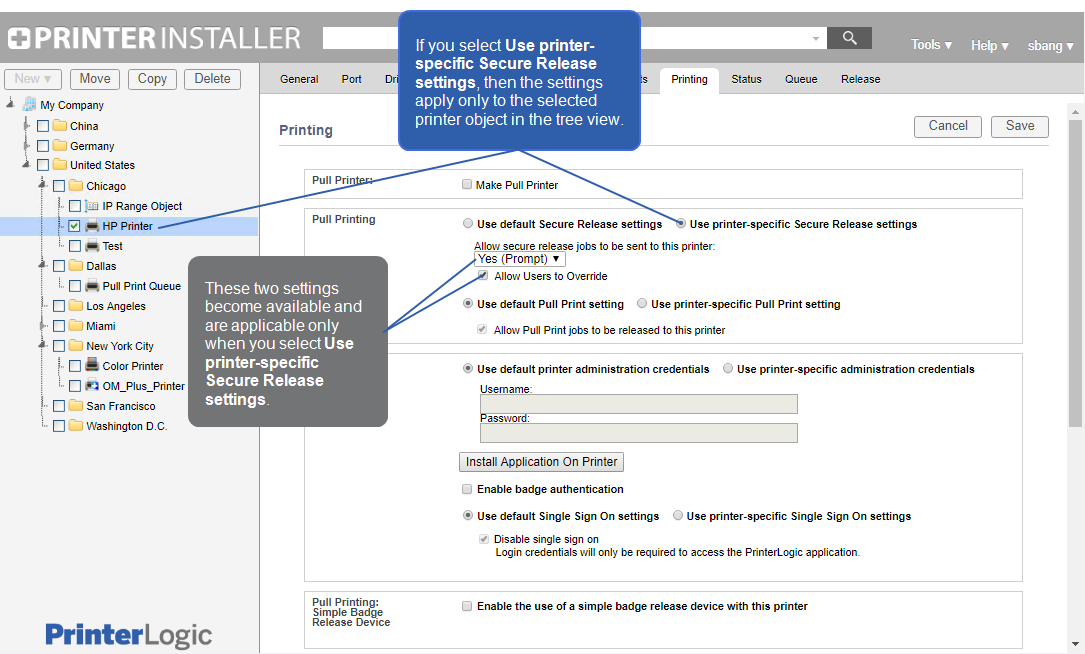 PRINTER INSTALLER
Tools ▼ Help ▼ sbang ▼
If you select Use printer-
specific Secure Release
settings, then the settings
apply only to the selected
printer object in the tree view.
New ▼ Move Copy Delete
General Port Printing Status Queue Release
My Company
China
Germany
United States
Chicago
IP Range Object
HP Printer
Test
Dallas
Pull Print Queue
Los Angeles
Miami
New York City
Color Printer
OM_Plus_Printer
San Francisco
Washington D.C.
PrinterLogic
Printing
Cancel Save
Pull Printer:
Make Pull Printer
Pull Printing
Use default Secure Release settings Use printer-specific Secure Release settings
Allow secure release jobs to be sent to this printer:
Yes (Prompt) ▼
Allow Users to Override
Use default Pull Print setting Use printer-specific Pull Print setting
Allow Pull Print jobs to be released to this printer
These two settings
become available and
are applicable only
when you select Use
printer-specific
Secure Release
settings.
Use default printer administration credentials Use printer-specific administration credentials
Username:
Password:
Install Application On Printer
Enable badge authentication
Use default Single Sign On settings Use printer-specific Single Sign On settings
Disable single sign on
Login credentials will only be required to access the PrinterLogic application.
Pull Printing:
Simple Badge
Release Device
Enable the use of a simple badge release device with this printer